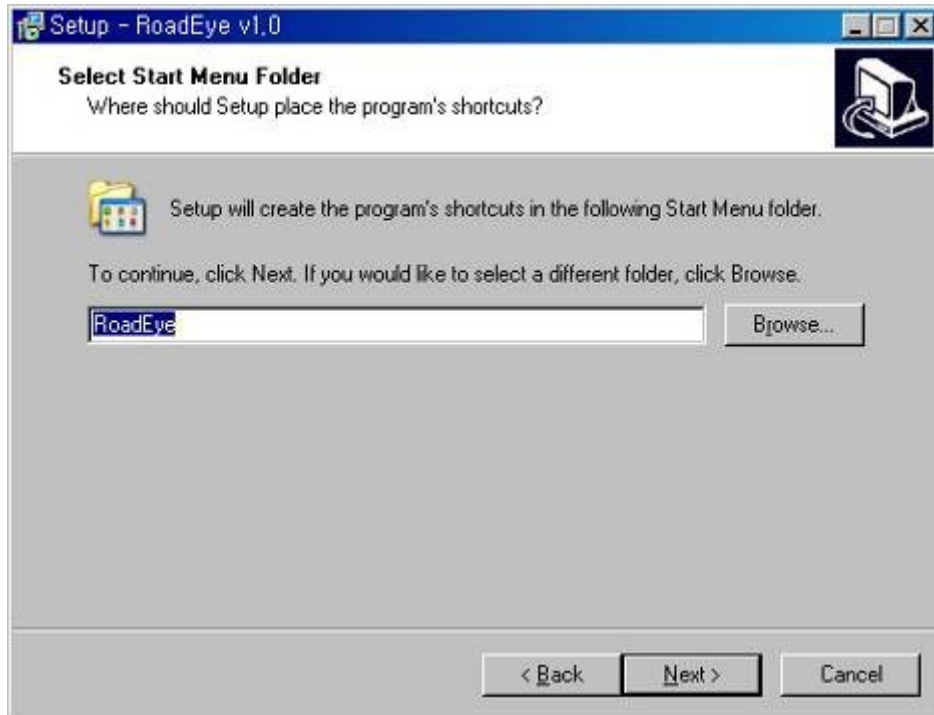 Setup - RoadEye v1.0
Select Start Menu Folder
Where should Setup place the program's shortcuts?
Setup will create the program's shortcuts in the following Start Menu folder.
To continue, click Next. If you would like to select a different folder, click Browse.
RoadEye
Browse...
< Back
Next >
Cancel